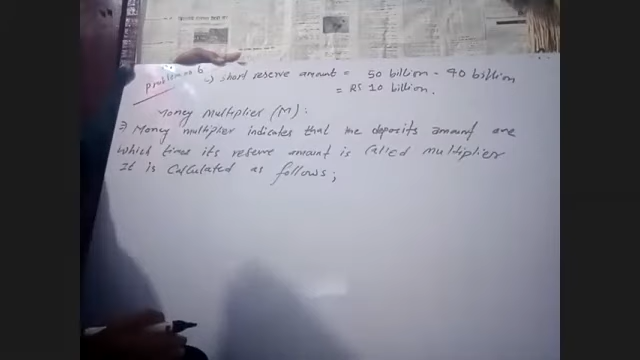 Problem no 6
→ Short reserve amount = 50 billion - 40 billion
= RS 10 billion.
Money Multiplier (M):
⇒ Money multiplier indicates that the deposits amount are
which times its reserve amount is called multiplier
It is calculated as follows;